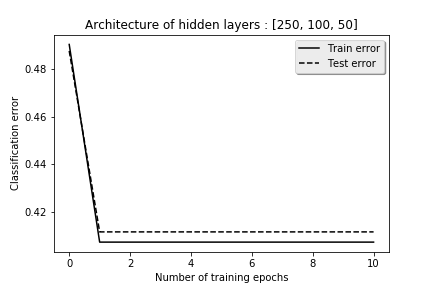 Architecture of hidden layers : [250, 100, 50]
Train error
Test error
Classification error
0.48
0.46
0.44
0.42
0 2 4 6 8 10
Number of training epochs